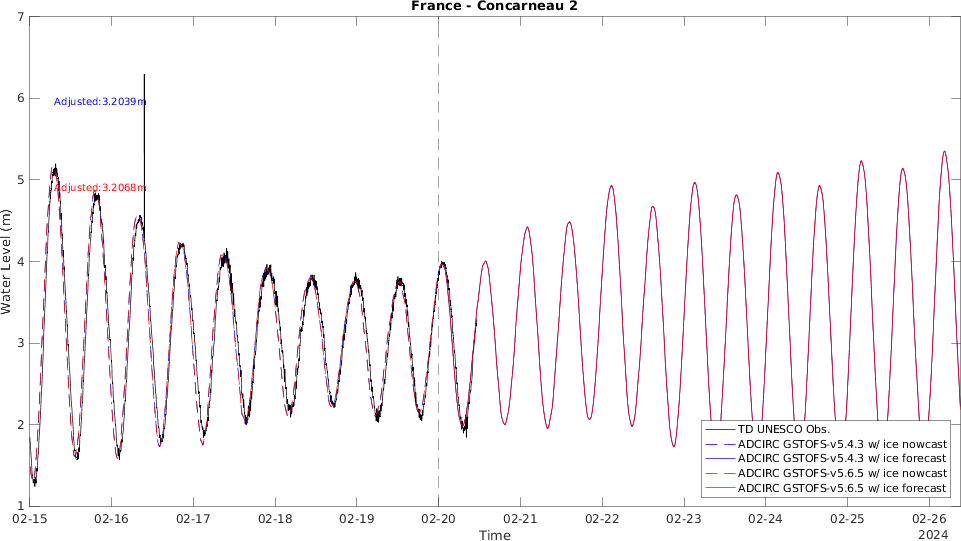 France - Concarneau 2
7
6
5
4
3
2
1
Water Level (m)
Adjusted:3.2039m
Adjusted:3.2068m
TD UNESCO Obs.
ADCIRC GSTOFS-v5.4.3 w/ ice nowcast
ADCIRC GSTOFS-v5.4.3 w/ ice forecast
ADCIRC GSTOFS-v5.6.5 w/ ice nowcast
ADCIRC GSTOFS-v5.6.5 w/ ice forecast
02-15 02-16 02-17 02-18 02-19 02-20 02-21 02-22 02-23 02-24 02-25 02-26
Time
2024